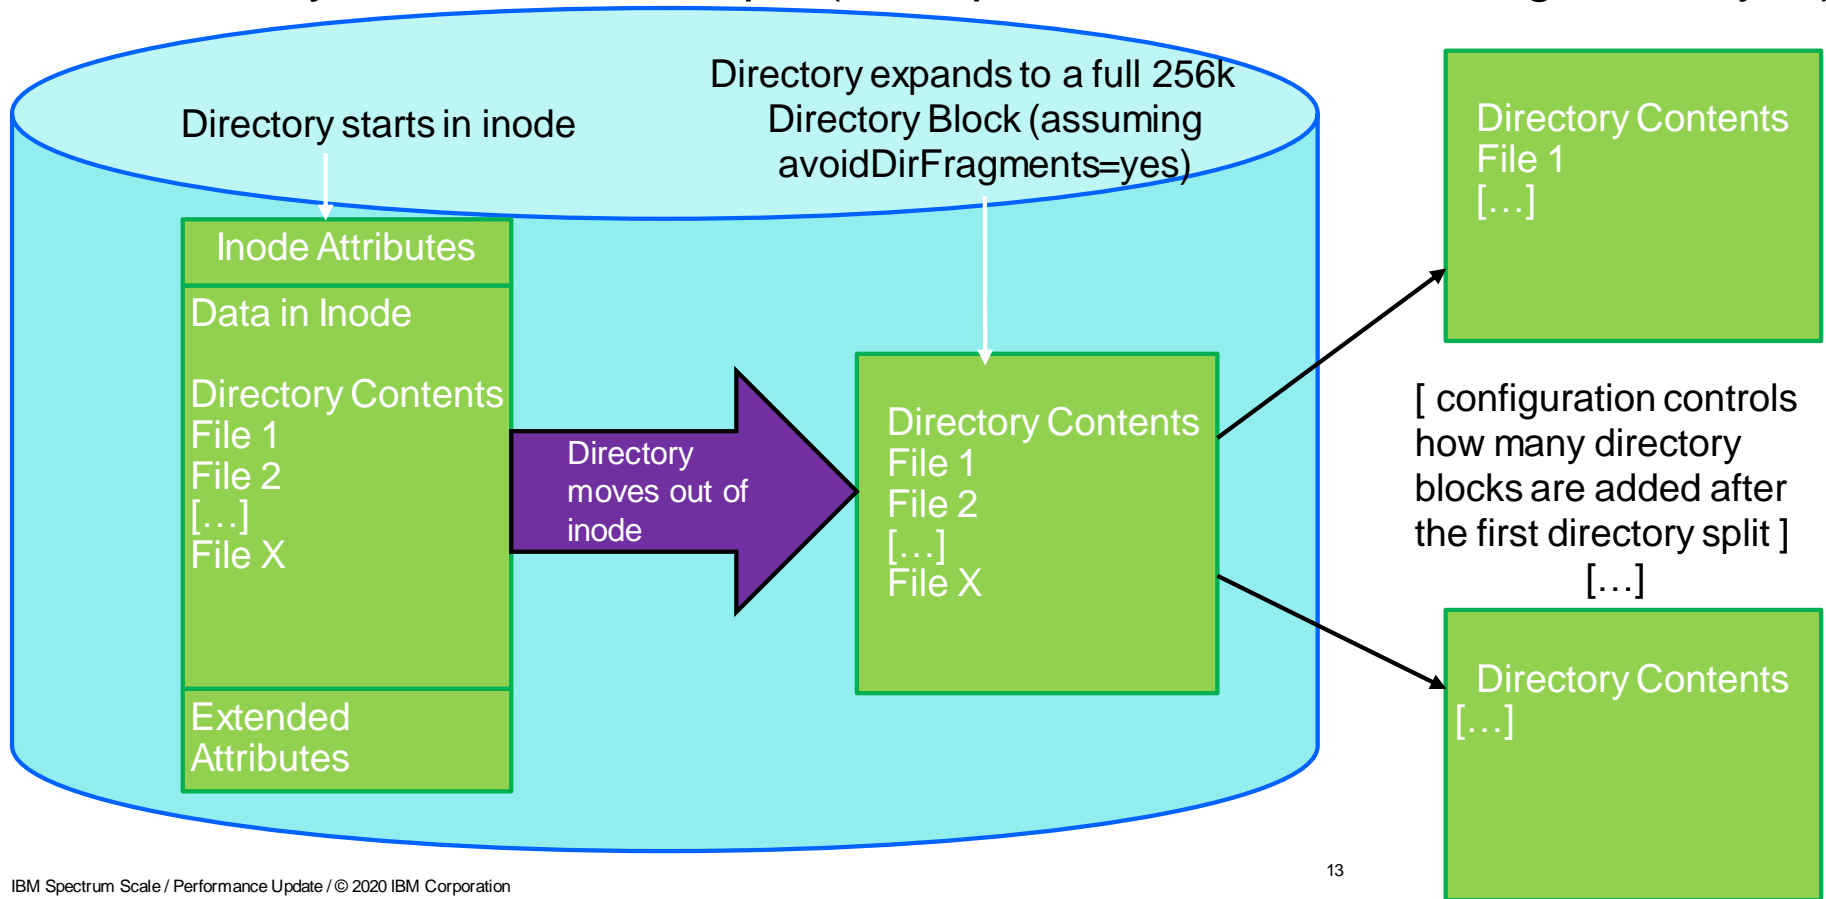 Directory expands to a full 256k
Directory Block (assuming
avoidDirFragments=yes)
Directory starts in inode
Inode Attributes
Data in Inode
Directory Contents
File 1
File 2
[…]
File X
Extended
Attributes
Directory
moves out of
inode
Directory Contents
File 1
File 2
[…]
File X
Directory Contents
File 1
[…]
[ configuration controls
how many directory
blocks are added after
the first directory split ]
[…]
Directory Contents
[…]
IBM Spectrum Scale / Performance Update / © 2020 IBM Corporation
13